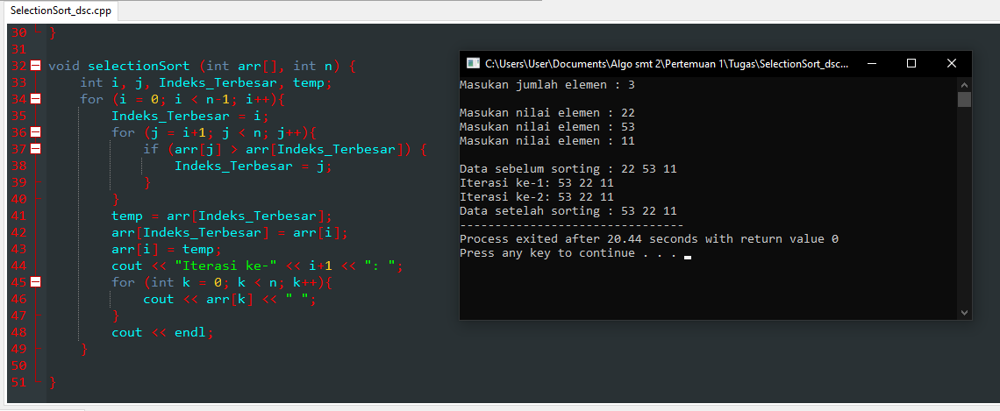 SelectionSort_dsc.cpp
30 }
31
32 void selectionSort (int arr[], int n) {
33 int i, j, Indeks_Terbesar, temp;
34 for (i = 0; i < n-1; i++){
35 Indeks_Terbesar = i;
36 for (j = i+1; j < n; j++){
37 if (arr[j] > arr[Indeks_Terbesar]) {
38 Indeks_Terbesar = j;
39 }
40 }
41 temp = arr[Indeks_Terbesar];
42 arr[Indeks_Terbesar] = arr[i];
43 arr[i] = temp;
44 cout << "Iterasi ke-" << i+1 << ": ";
45 for (int k = 0; k < n; k++){
46 cout << arr[k] << " ";
47 }
48 cout << endl;
49 }
50
51 }
C:\Users\User\Documents\Algo smt 2\Pertemuan 1\Tugas\SelectionSort_dsc...
Masukan jumlah elemen : 3
Masukan nilai elemen : 22
Masukan nilai elemen : 53
Masukan nilai elemen : 11
Data sebelum sorting : 22 53 11
Iterasi ke-1: 53 22 11
Iterasi ke-2: 53 22 11
Data setelah sorting : 53 22 11
--------------------------------
Process exited after 20.44 seconds with return value 0
Press any key to continue . . .